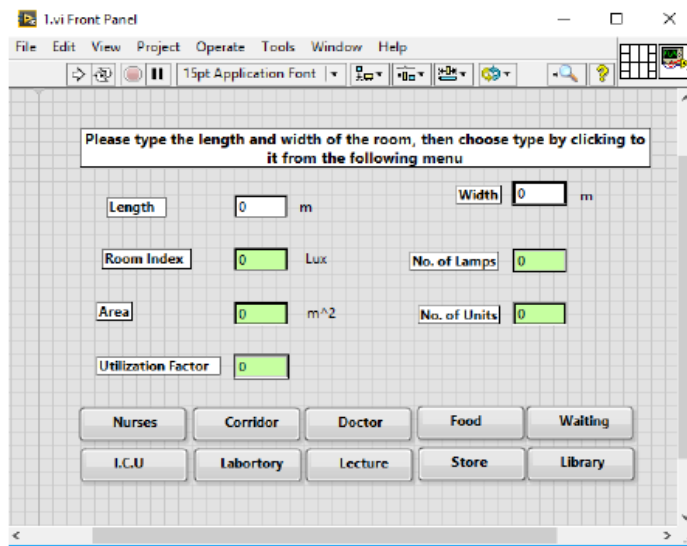 1.vi Front Panel
File Edit View Project Operate Tools Window Help
15pt Application Font
Please type the length and width of the room, then choose type by clicking to
it from the following menu
Length 0 m Width 0 m
Room Index 0 Lux No. of Lamps 0
Area 0 m^2 No. of Units 0
Utilization Factor 0
Nurses Corridor Doctor Food Waiting
I.C.U Labortory Lecture Store Library